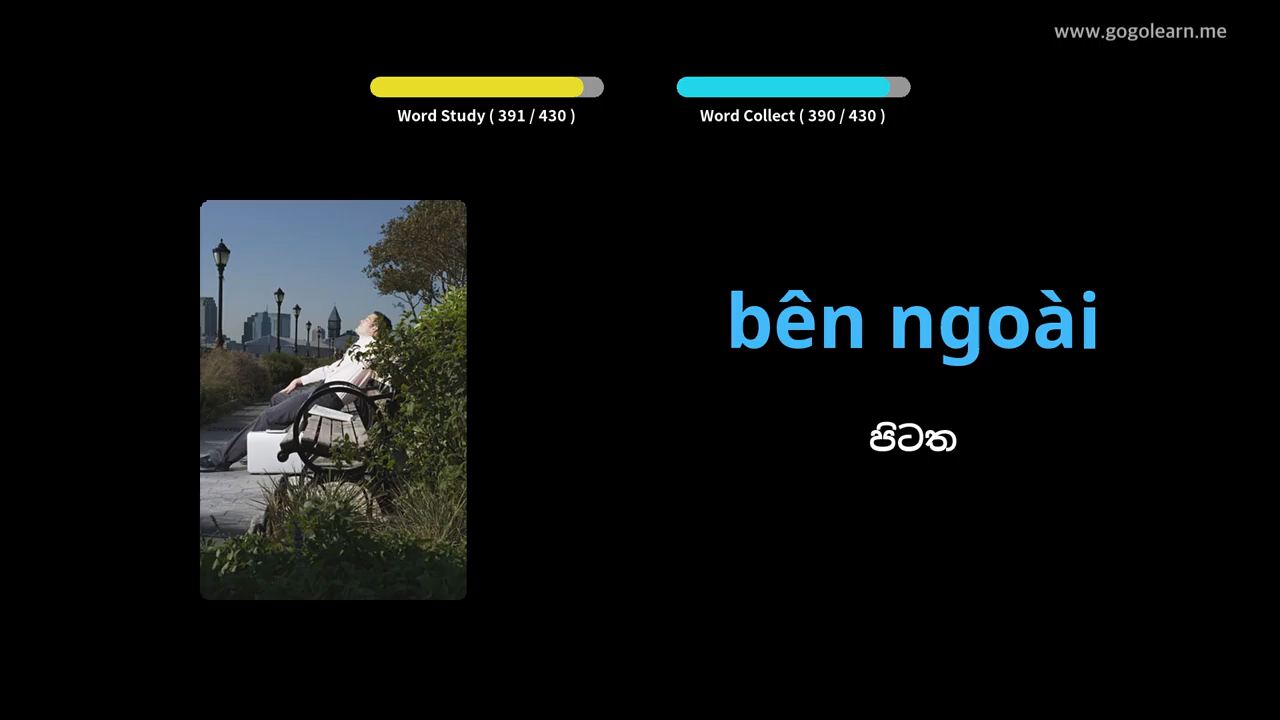 www.gogolearn.me
Word Study ( 391 / 430 )
Word Collect ( 390 / 430 )
bên ngoài
පිටත